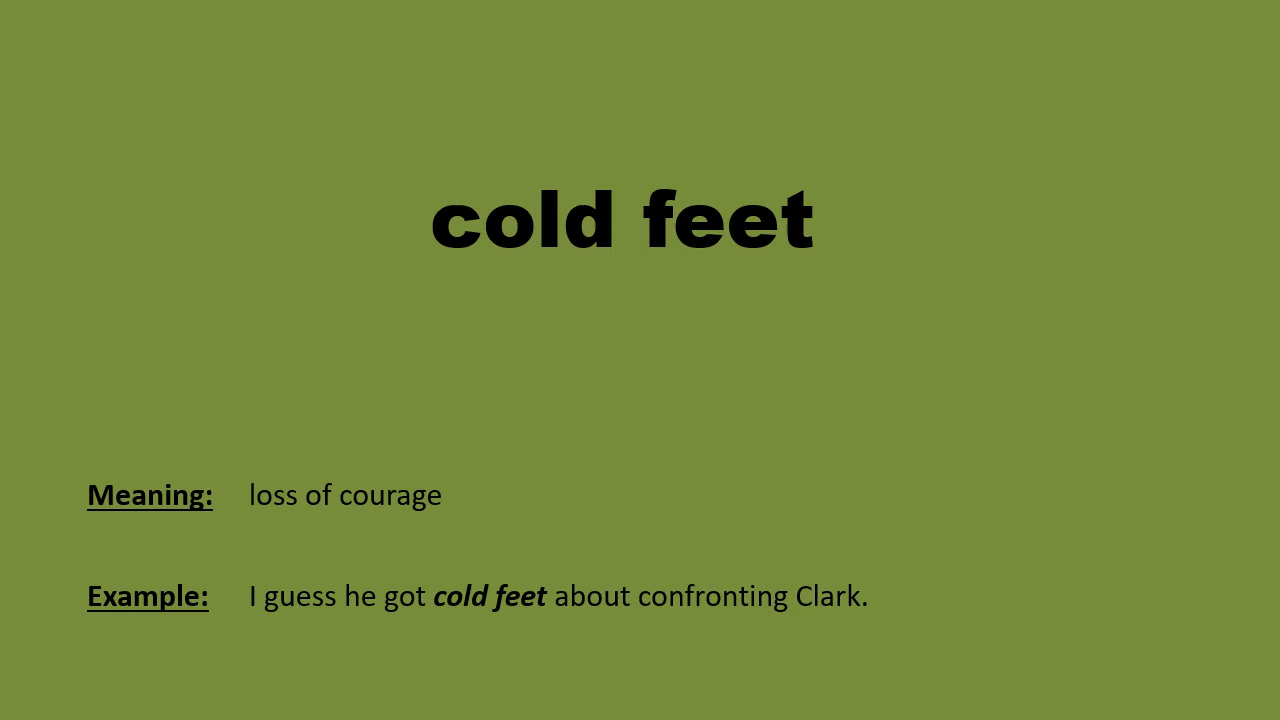 cold feet
Meaning: loss of courage
Example: I guess he got cold feet about confronting Clark.